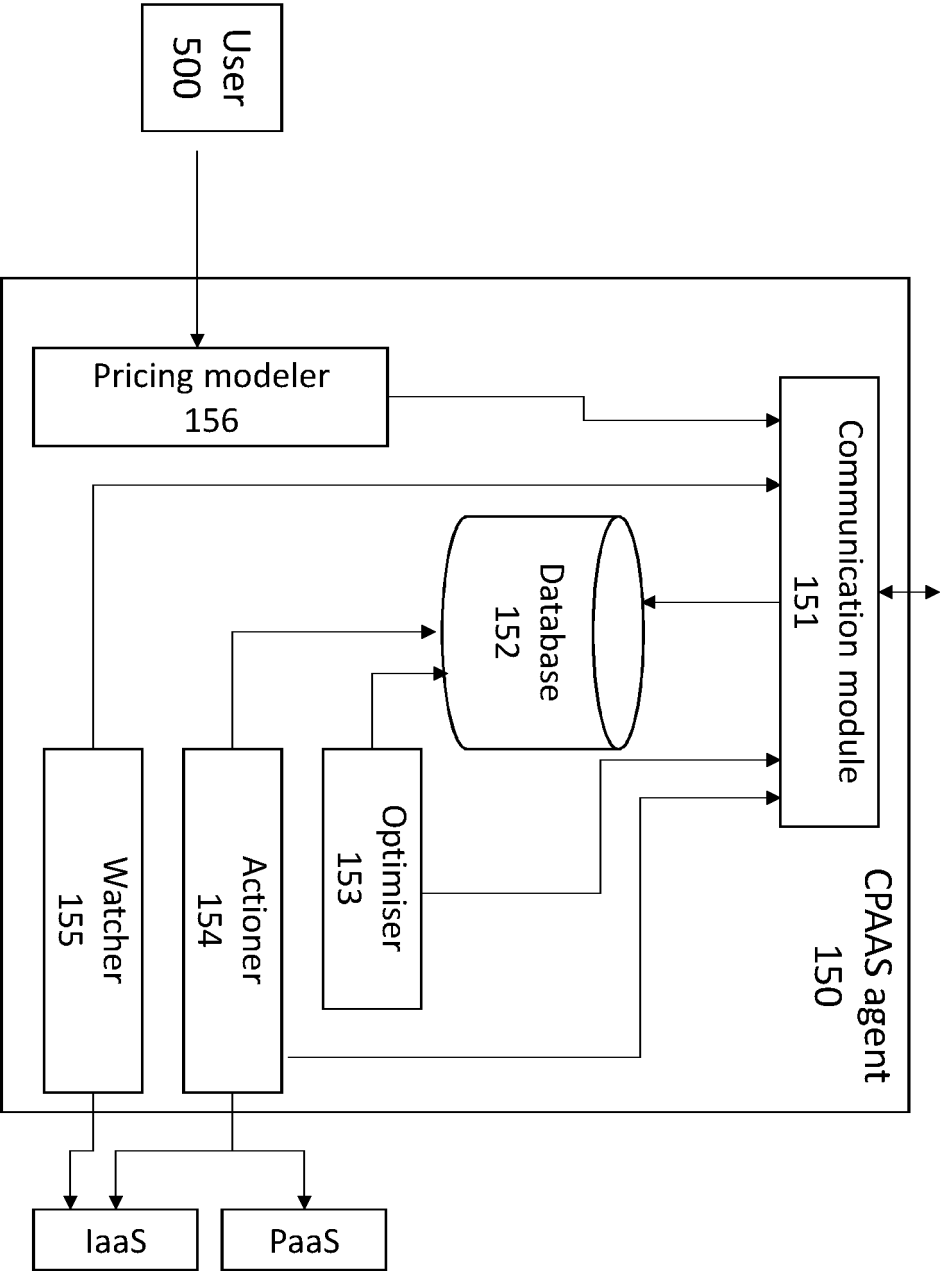 User
500
Pricing modeler
156
Communication module
151
Database
152
CPAAS agent
150
Optimiser
153
Actioner
154
Watcher
155
IaaS
PaaS